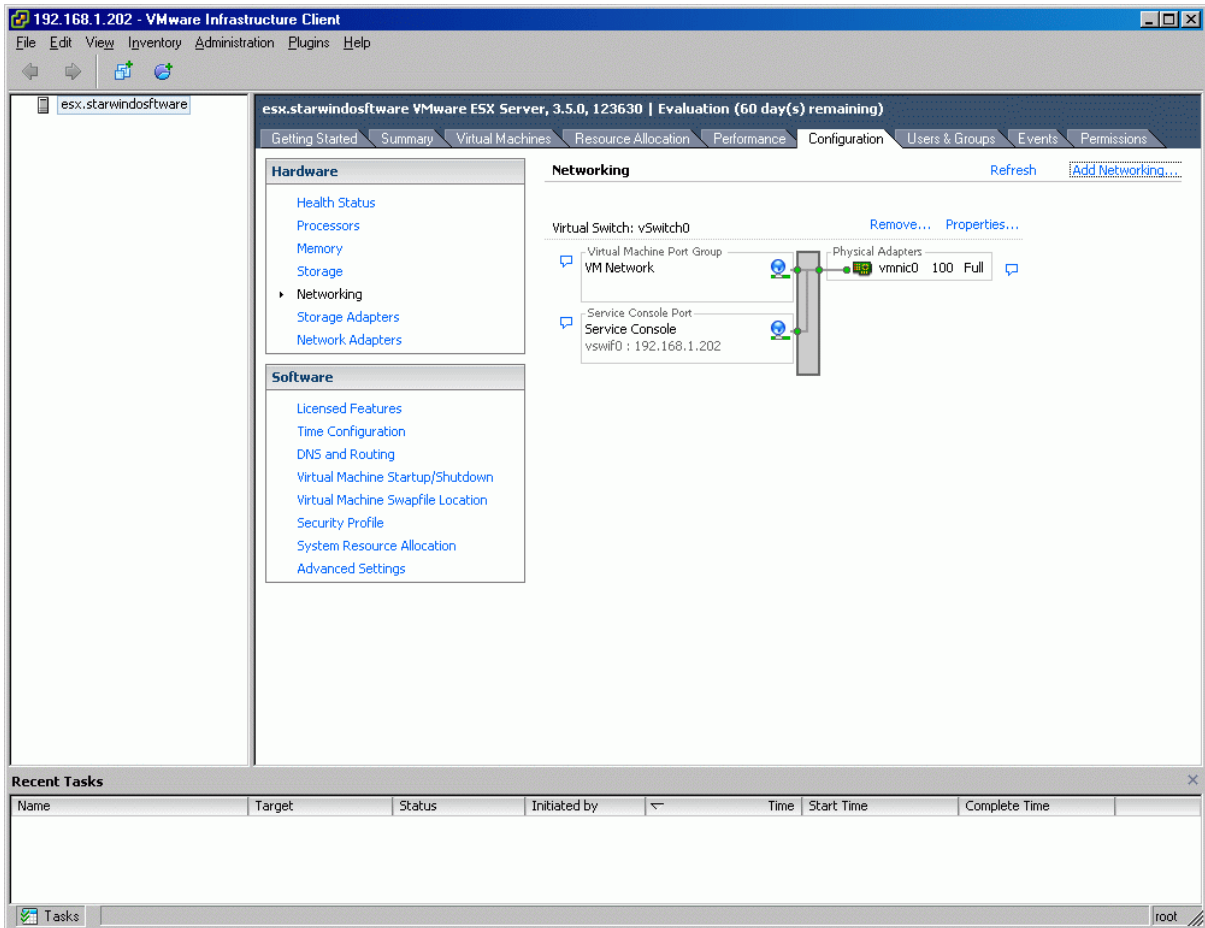 192.168.1.202 - VMware Infrastructure Client
File Edit View Inventory Administration Plugins Help
esx.starwindosftware
esx.starwindosftware VMware ESX Server, 3.5.0, 123630 | Evaluation (60 day(s) remaining)
Getting Started Summary Virtual Machines Resource Allocation Performance Configuration Users & Groups Events Permissions
Hardware
Health Status
Processors
Memory
Storage
Networking
Storage Adapters
Network Adapters
Software
Licensed Features
Time Configuration
DNS and Routing
Virtual Machine Startup/Shutdown
Virtual Machine Swapfile Location
Security Profile
System Resource Allocation
Advanced Settings
Networking Refresh Add Networking...
Virtual Switch: vSwitch0 Remove... Properties...
Virtual Machine Port Group Physical Adapters
VM Network vmnic0 100 Full
Service Console Port
Service Console
vswif0 : 192.168.1.202
Recent Tasks
Name Target Status Initiated by Time Start Time Complete Time
Tasks root